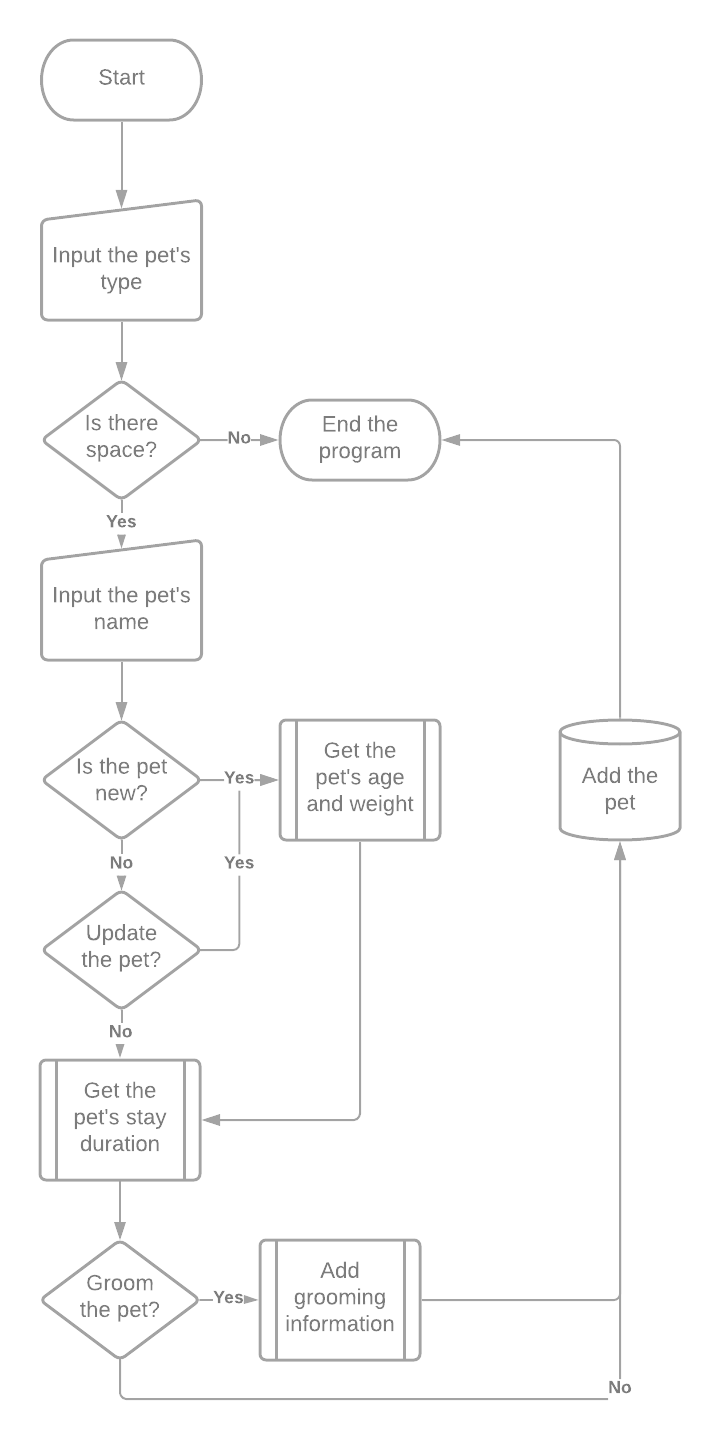 Start
Input the pet's
type
Is there
space?
No
End the
program
Yes
Input the pet's
name
Is the pet
new?
Yes
Get the
pet's age
and weight
Add the
pet
No
Yes
Update
the pet?
No
Get the
pet's stay
duration
Groom
the pet?
Yes
Add
grooming
information
No